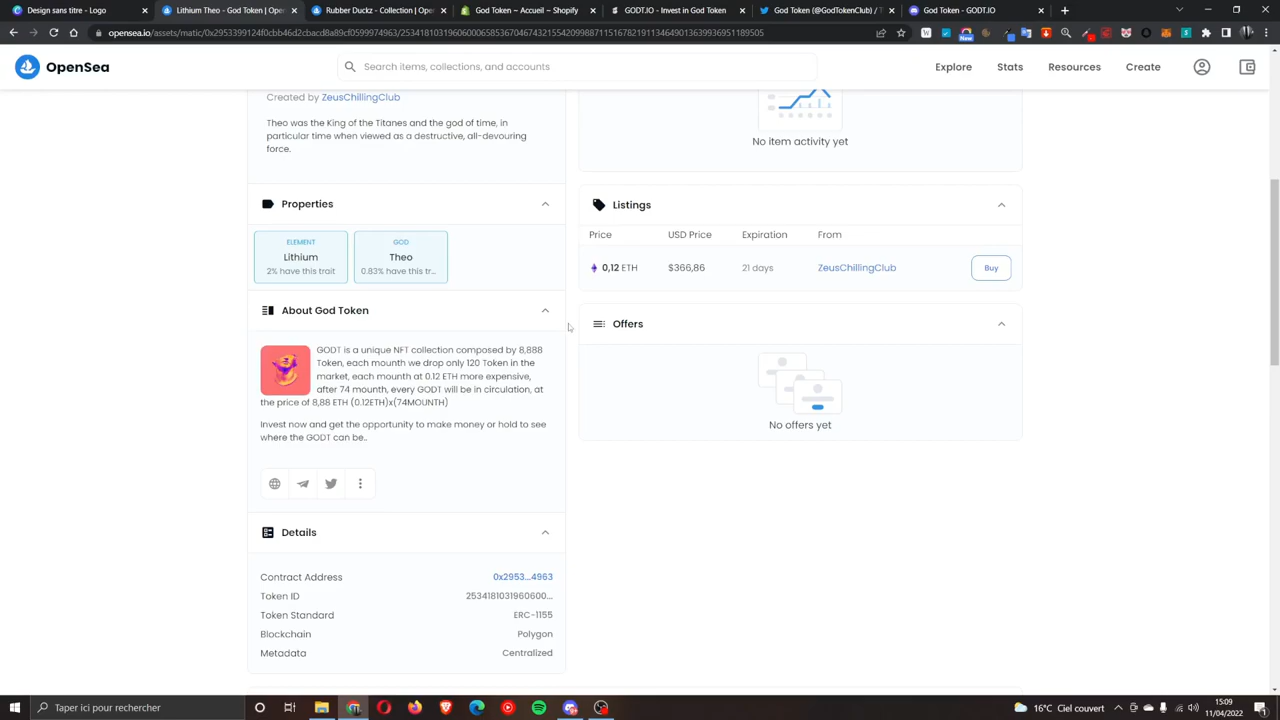 Design sans titre - Logo
Lithium Theo - God Token | Open
Rubber Duckz - Collection | Ope
God Token ~ Accueil ~ Shopify
GODT.IO - Invest in God Token
God Token (@GodTokenClub) / T
God Token - GODT.IO
opensea.io/assets/matic/0x2953399124f0cbb46d2cbacd8a89cf0599974963/
OpenSea
Search items, collections, and accounts
Explore
Stats
Resources
Create
New
Created by ZeusChillingClub
Theo was the King of the Titanes and the god of time, in
particular time when viewed as a destructive, all-devouring
force.
No item activity yet
Properties
ELEMENT
Lithium
2% have this trait
GOD
Theo
0.83% have this tr...
Listings
Price USD Price Expiration From
0,12 ETH $366,86 21 days ZeusChillingClub Buy
About God Token
GODT is a unique NFT collection composed by 8,888
Token, each mounth we drop only 120 Token in the
market, each mounth at 0.12 ETH more expensive,
after 74 mounth, every GODT will be in circulation, at
the price of 8,88 ETH (0.12ETH)x(74MOUNTH)
Invest now and get the opportunity to make money or hold to see
where the GODT can be..
Offers
No offers yet
Details
Contract Address 0x2953...4963
Token ID 2534181031960600...
Token Standard ERC-1155
Blockchain Polygon
Metadata Centralized
Taper ici pour rechercher
16°C Ciel couvert
15:09
11/04/2022